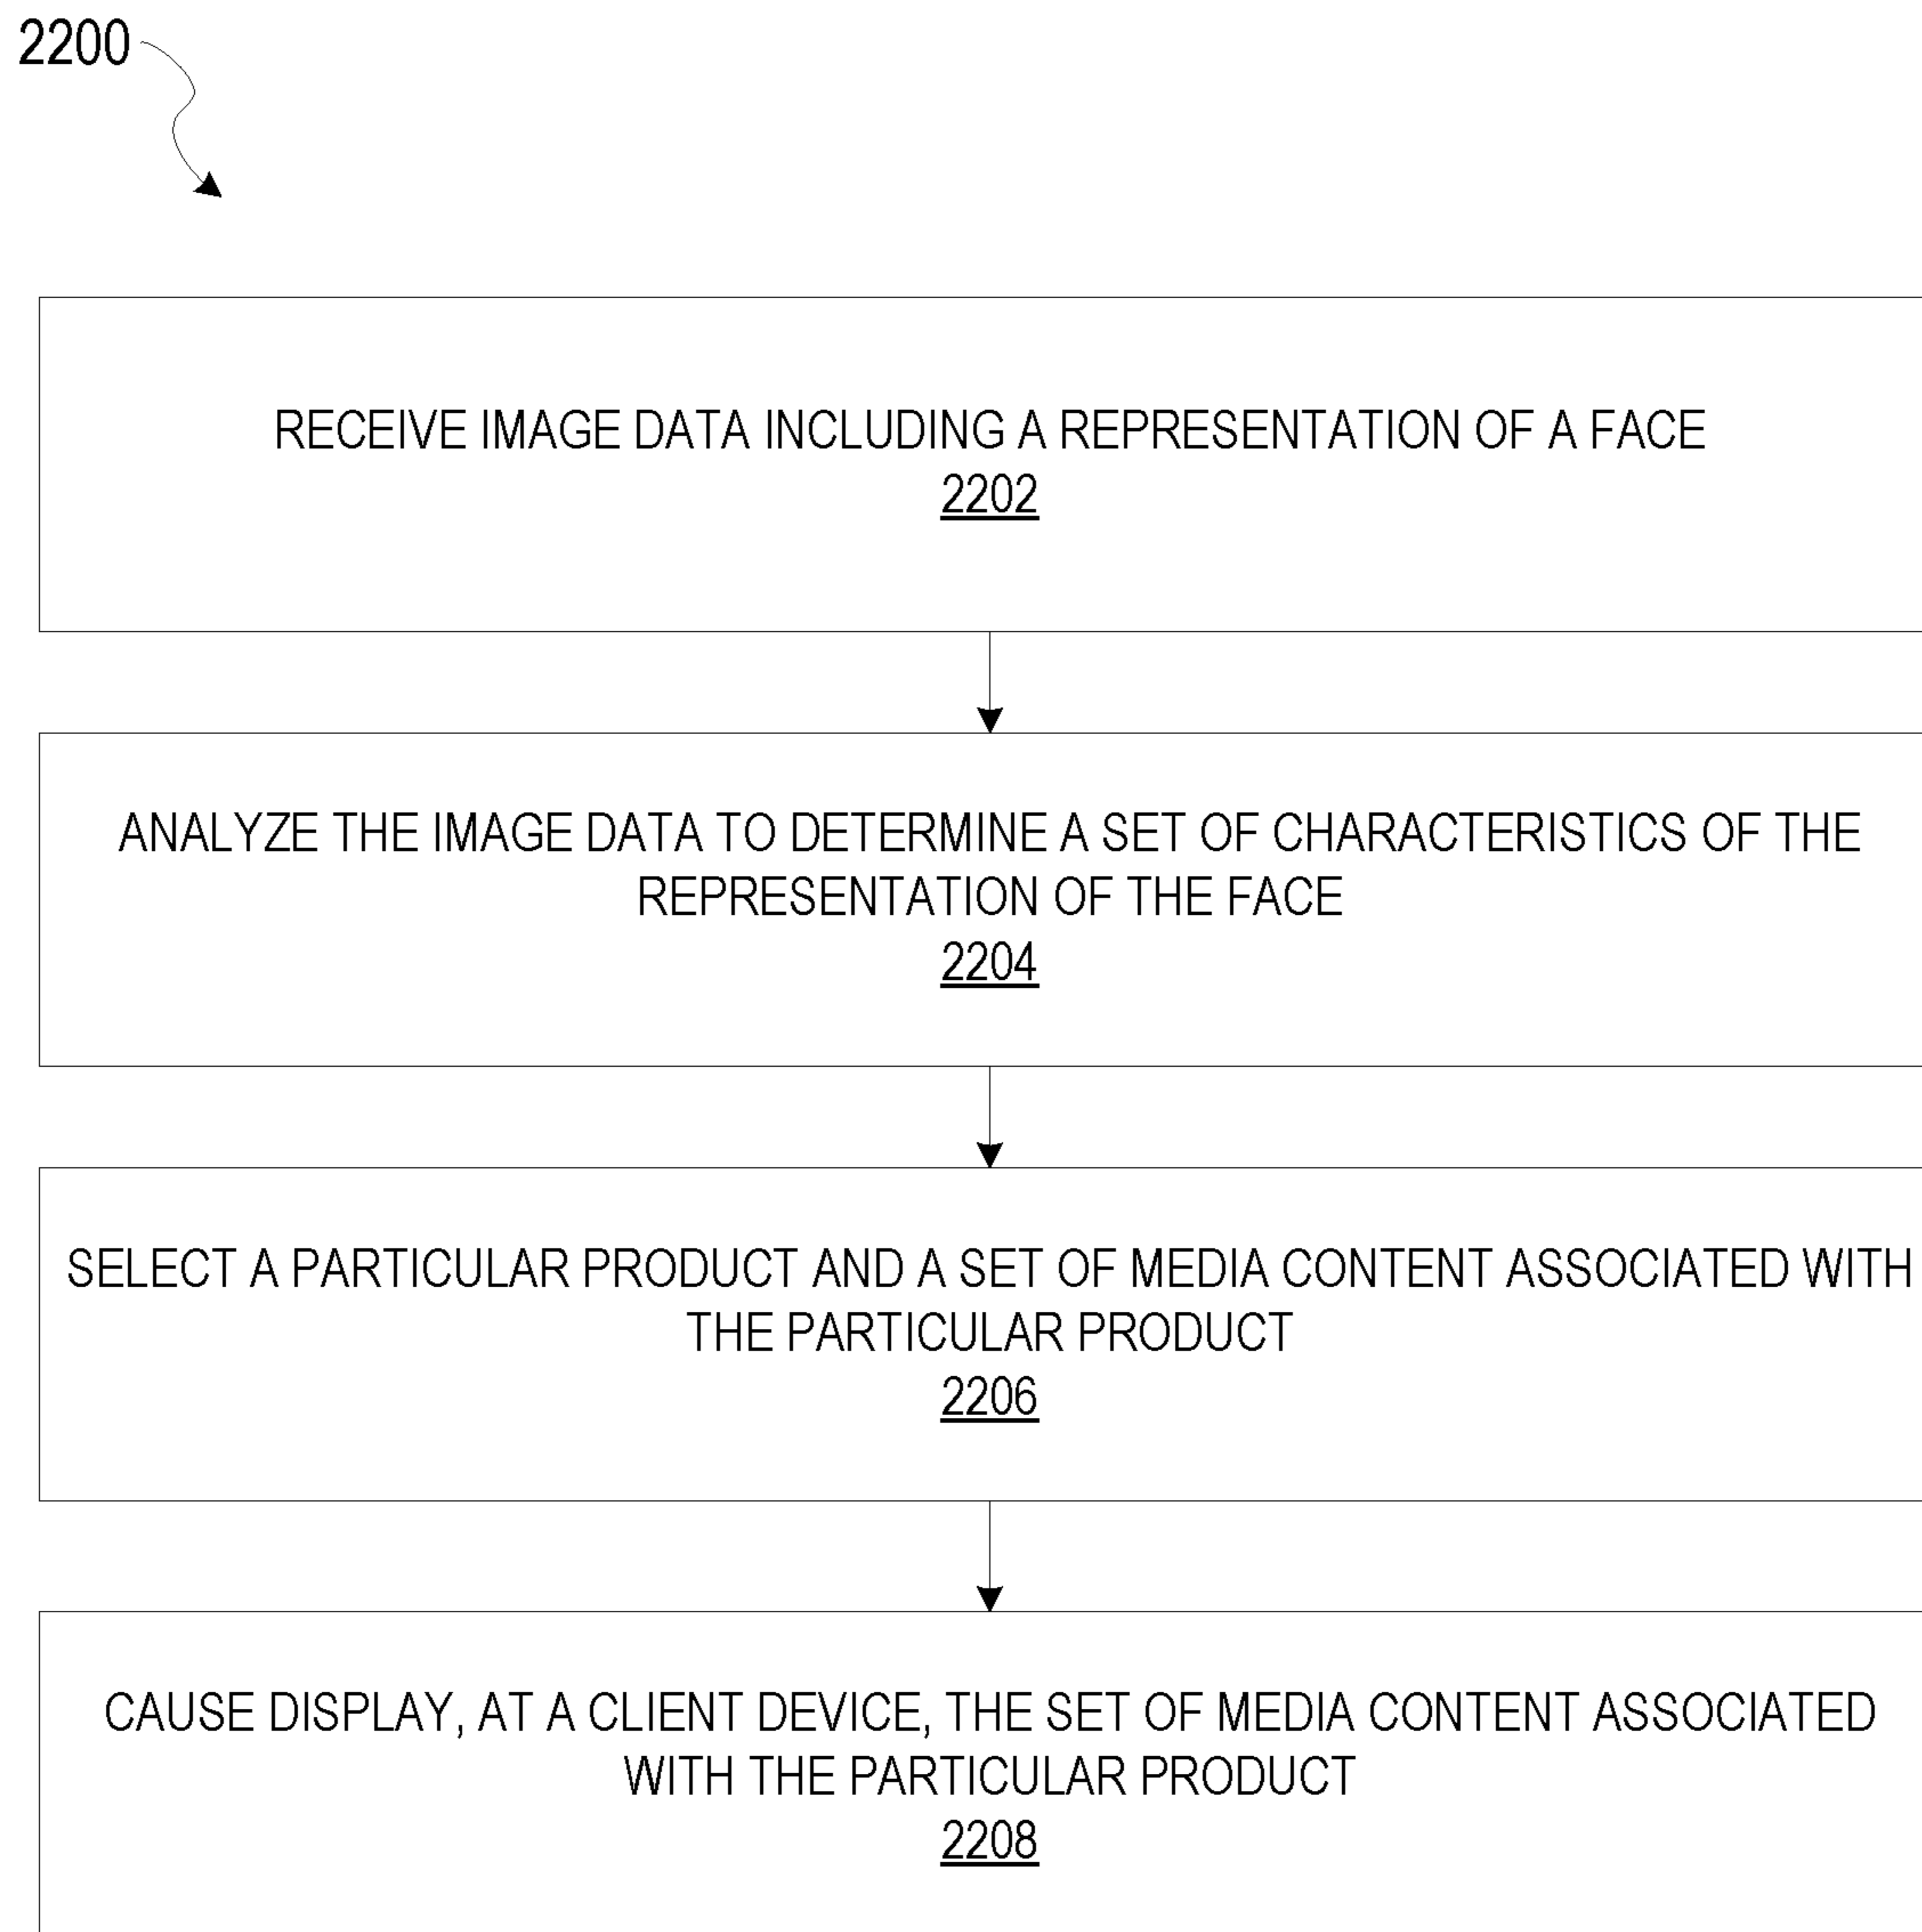 2200
RECEIVE IMAGE DATA INCLUDING A REPRESENTATION OF A FACE
2202
ANALYZE THE IMAGE DATA TO DETERMINE A SET OF CHARACTERISTICS OF THE
REPRESENTATION OF THE FACE
2204
SELECT A PARTICULAR PRODUCT AND A SET OF MEDIA CONTENT ASSOCIATED WITH
THE PARTICULAR PRODUCT
2206
CAUSE DISPLAY, AT A CLIENT DEVICE, THE SET OF MEDIA CONTENT ASSOCIATED
WITH THE PARTICULAR PRODUCT
2208